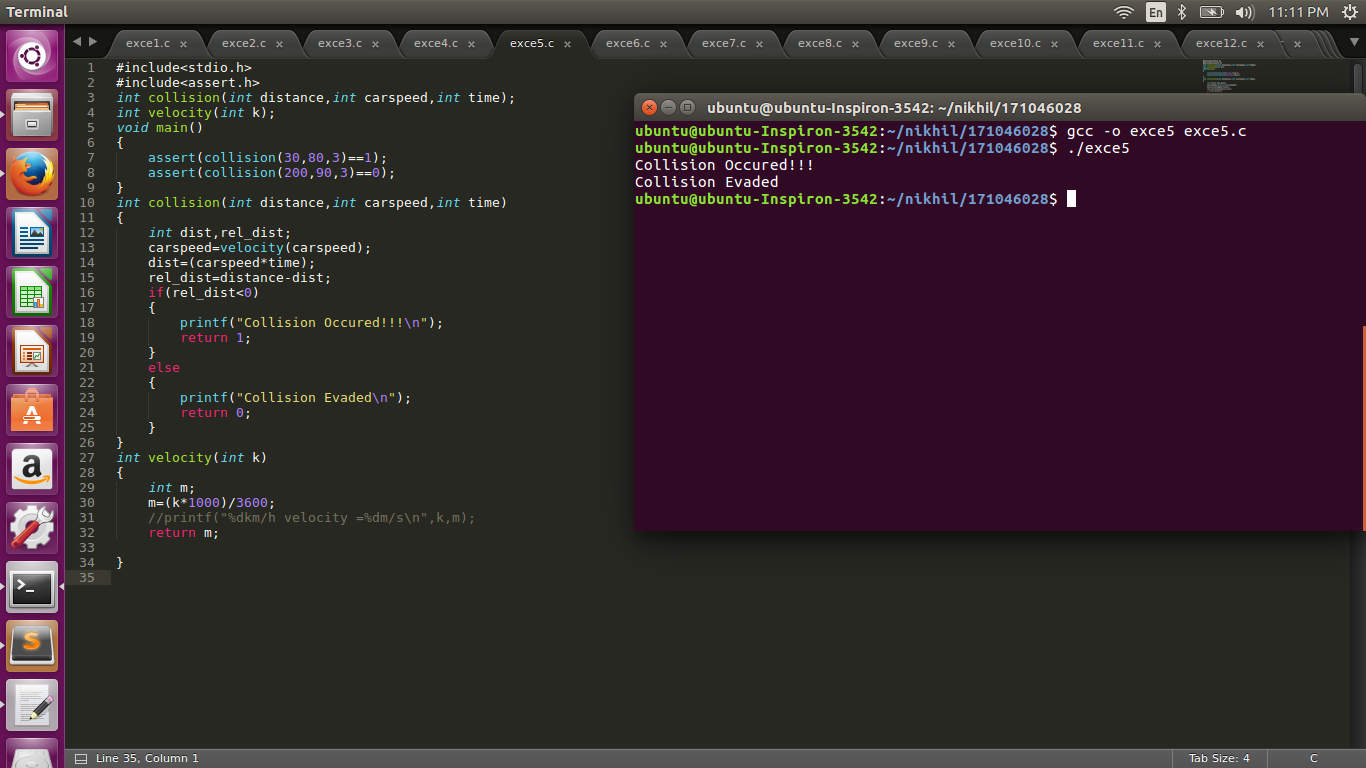 Terminal
En
11:11 PM
exce1.c × exce2.c × exce3.c × exce4.c × exce5.c × exce6.c × exce7.c × exce8.c × exce9.c × exce10.c × exce11.c × exce12.c × ×
1 #include<stdio.h>
2 #include<assert.h>
3 int collision(int distance,int carspeed,int time);
4 int velocity(int k);
5 void main()
6 {
7     assert(collision(30,80,3)==1);
8     assert(collision(200,90,3)==0);
9 }
10 int collision(int distance,int carspeed,int time)
11 {
12     int dist,rel_dist;
13     carspeed=velocity(carspeed);
14     dist=(carspeed*time);
15     rel_dist=distance-dist;
16     if(rel_dist<0)
17     {
18         printf("Collision Occured!!!\n");
19         return 1;
20     }
21     else
22     {
23         printf("Collision Evaded\n");
24         return 0;
25     }
26 }
27 int velocity(int k)
28 {
29     int m;
30     m=(k*1000)/3600;
31     //printf("%dkm/h velocity =%dm/s\n",k,m);
32     return m;
33
34 }
35
ubuntu@ubuntu-Inspiron-3542: ~/nikhil/171046028
ubuntu@ubuntu-Inspiron-3542:~/nikhil/171046028$ gcc -o exce5 exce5.c
ubuntu@ubuntu-Inspiron-3542:~/nikhil/171046028$ ./exce5
Collision Occured!!!
Collision Evaded
ubuntu@ubuntu-Inspiron-3542:~/nikhil/171046028$
a
>_
S
Line 35, Column 1
Tab Size: 4
C